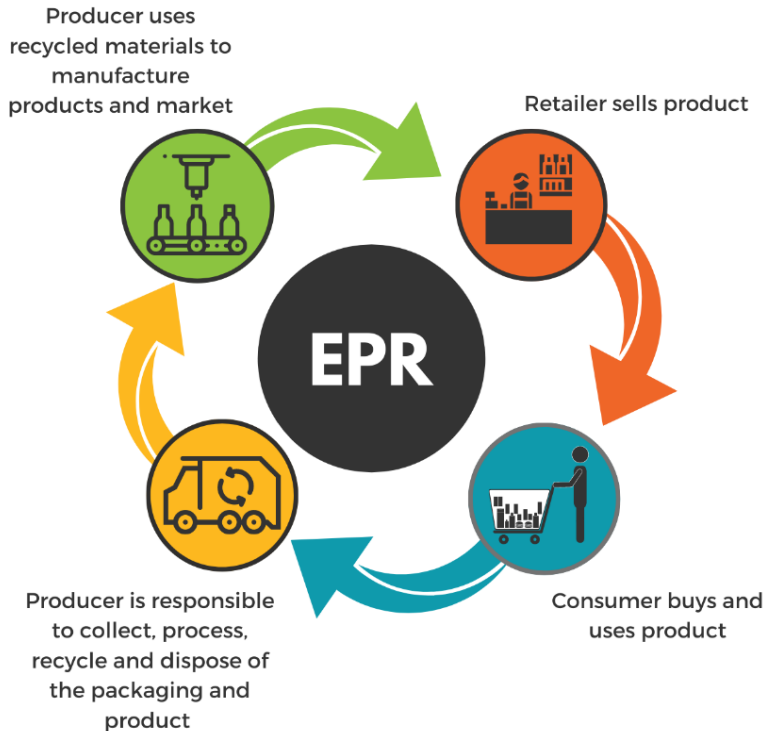 Producer uses
recycled materials to
manufacture
products and market
Retailer sells product
EPR
Producer is responsible
to collect, process,
recycle and dispose of
the packaging and
product
Consumer buys and
uses product